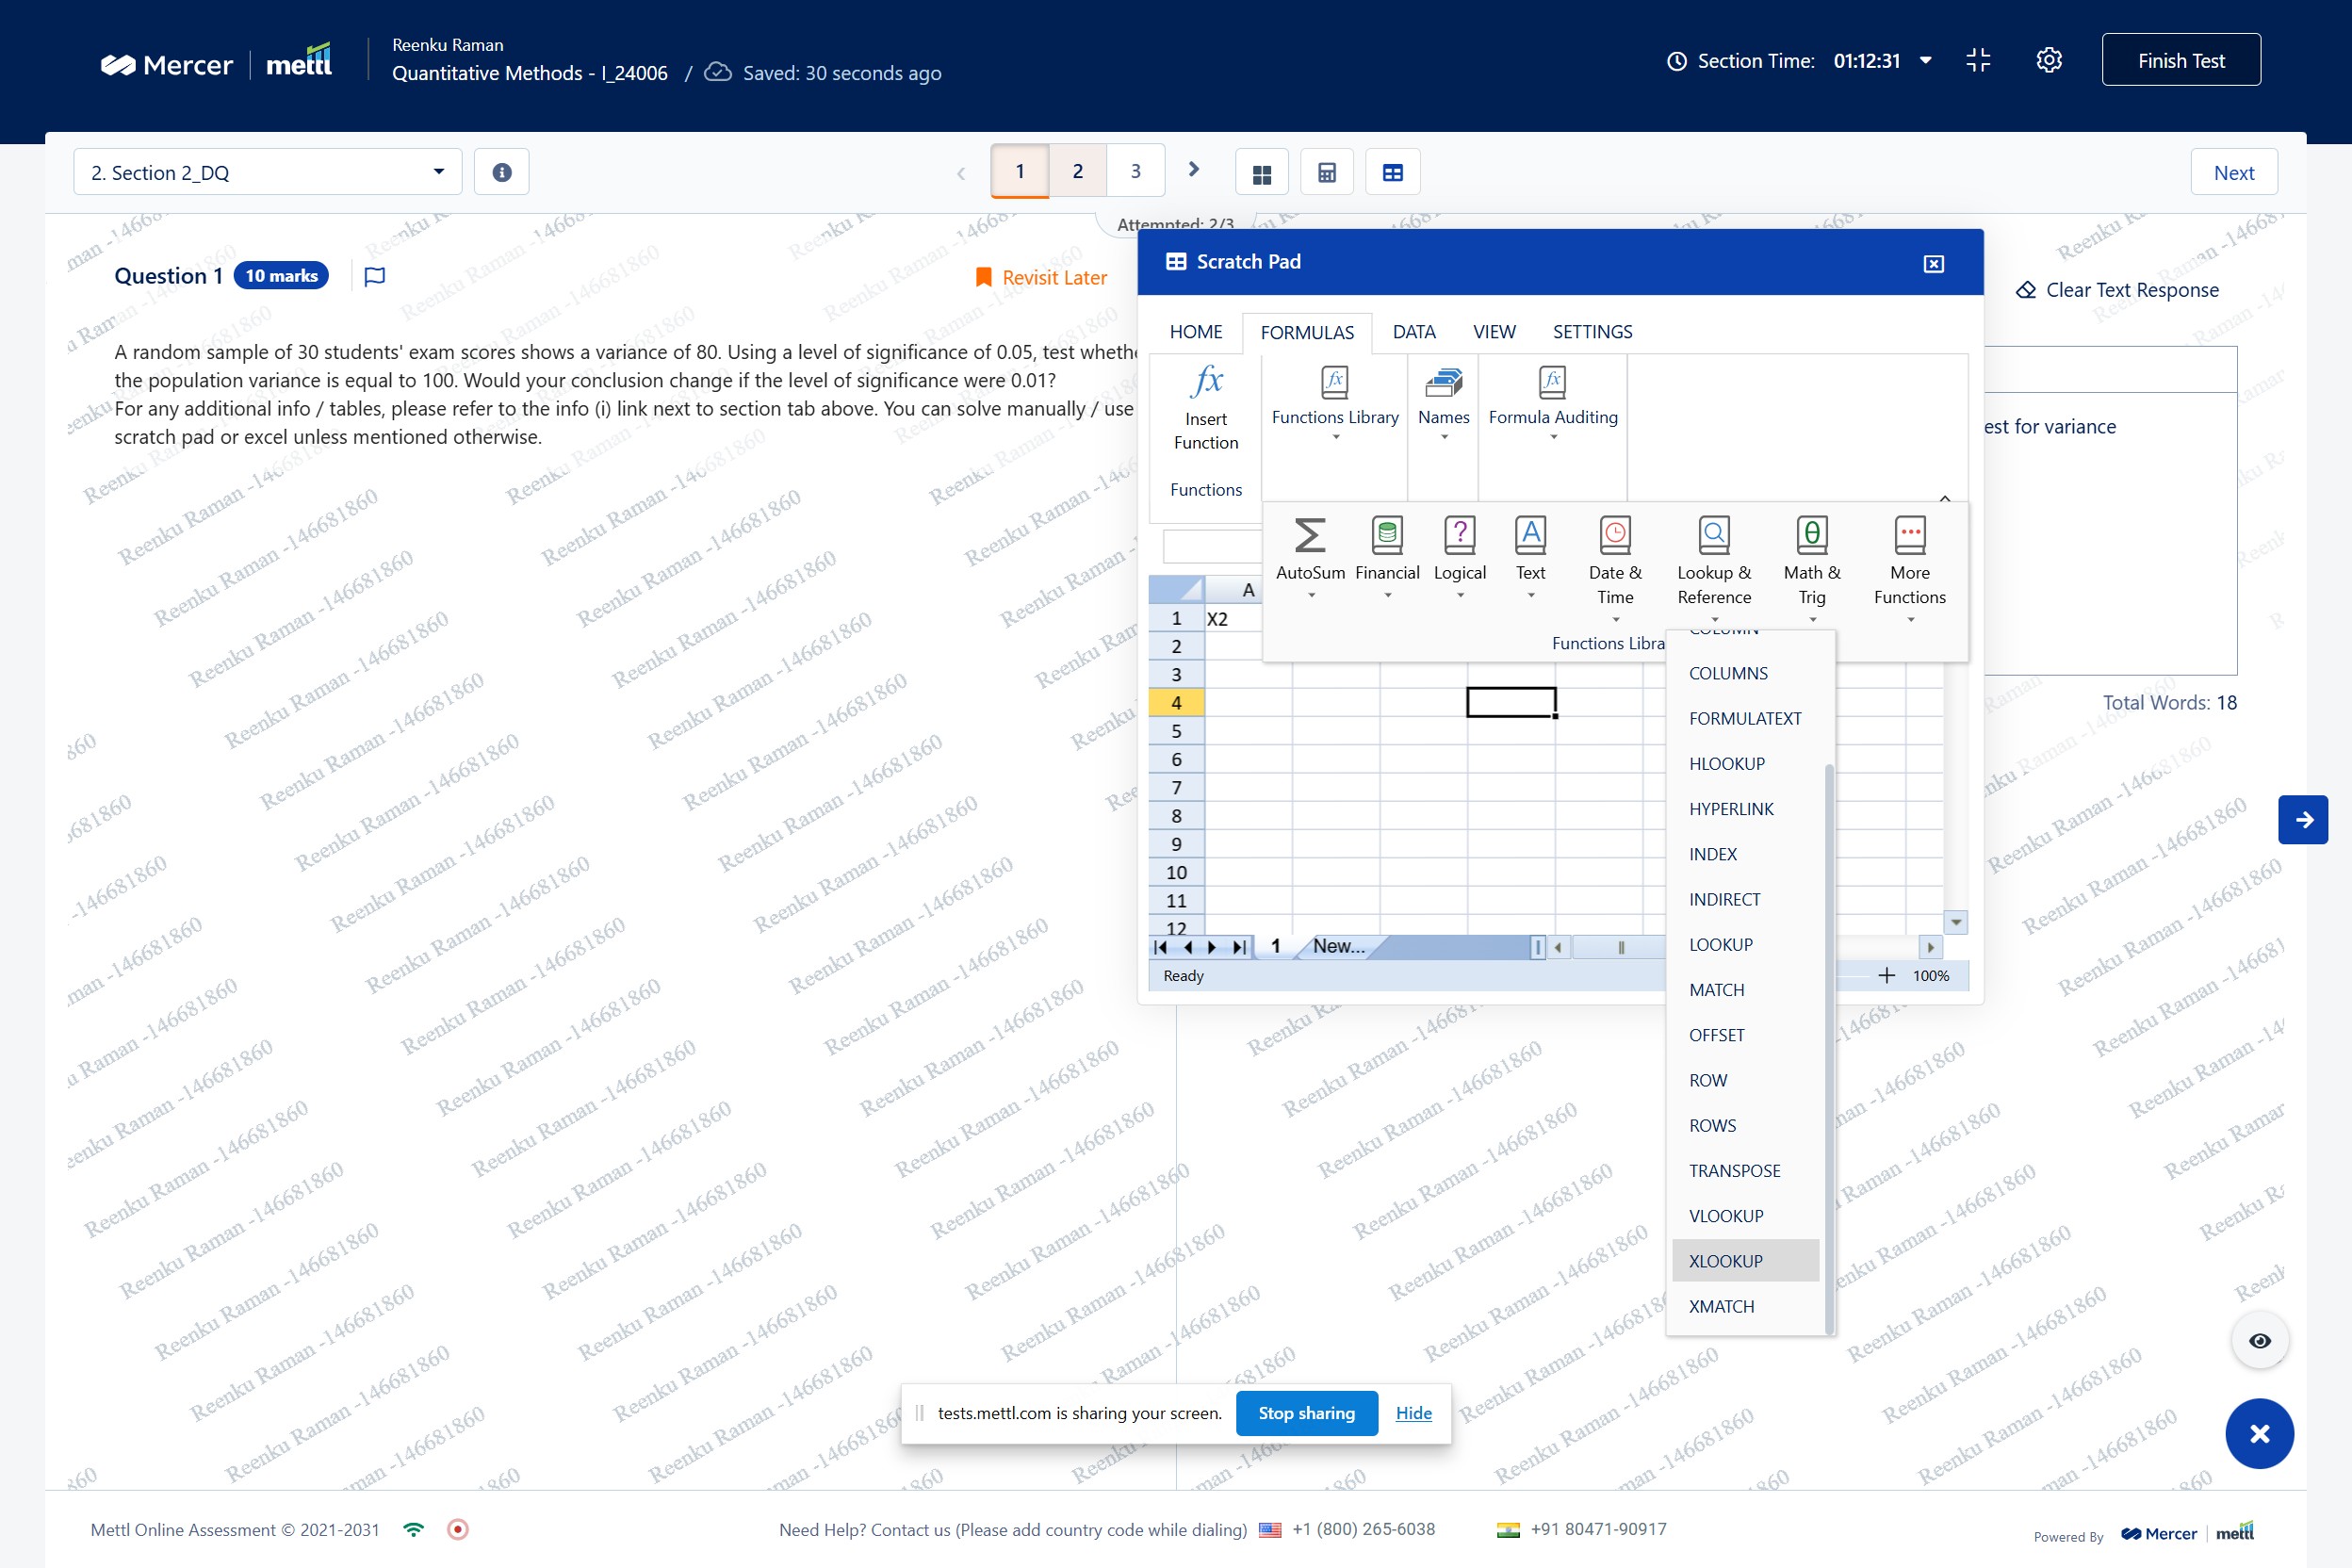 Mercer | mettl
Reenku Raman
Quantitative Methods - I_24006 / Saved: 30 seconds ago
Section Time: 01:12:31
Finish Test
2. Section 2_DQ
1 2 3
Next
Attempted: 2/3
Question 1 10 marks
Revisit Later
Clear Text Response
A random sample of 30 students' exam scores shows a variance of 80. Using a level of significance of 0.05, test wheth
the population variance is equal to 100. Would your conclusion change if the level of significance were 0.01?
For any additional info / tables, please refer to the info (i) link next to section tab above. You can solve manually / use
scratch pad or excel unless mentioned otherwise.
Scratch Pad
HOME FORMULAS DATA VIEW SETTINGS
fx
Insert
Function
Functions
Functions Library
Names
Formula Auditing
AutoSum
Financial
Logical
Text
Date &
Time
Lookup &
Reference
Math &
Trig
More
Functions
Functions Libra
A
1 X2
2
3
4
5
6
7
8
9
10
11
12
COLUMN
COLUMNS
FORMULATEXT
HLOOKUP
HYPERLINK
INDEX
INDIRECT
LOOKUP
MATCH
OFFSET
ROW
ROWS
TRANSPOSE
VLOOKUP
XLOOKUP
XMATCH
1 New...
Ready
100%
est for variance
Total Words: 18
Reenku Raman -146681860
tests.mettl.com is sharing your screen. Stop sharing Hide
Mettl Online Assessment © 2021-2031
Need Help? Contact us (Please add country code while dialing) +1 (800) 265-6038 +91 80471-90917
Powered By Mercer | mettl